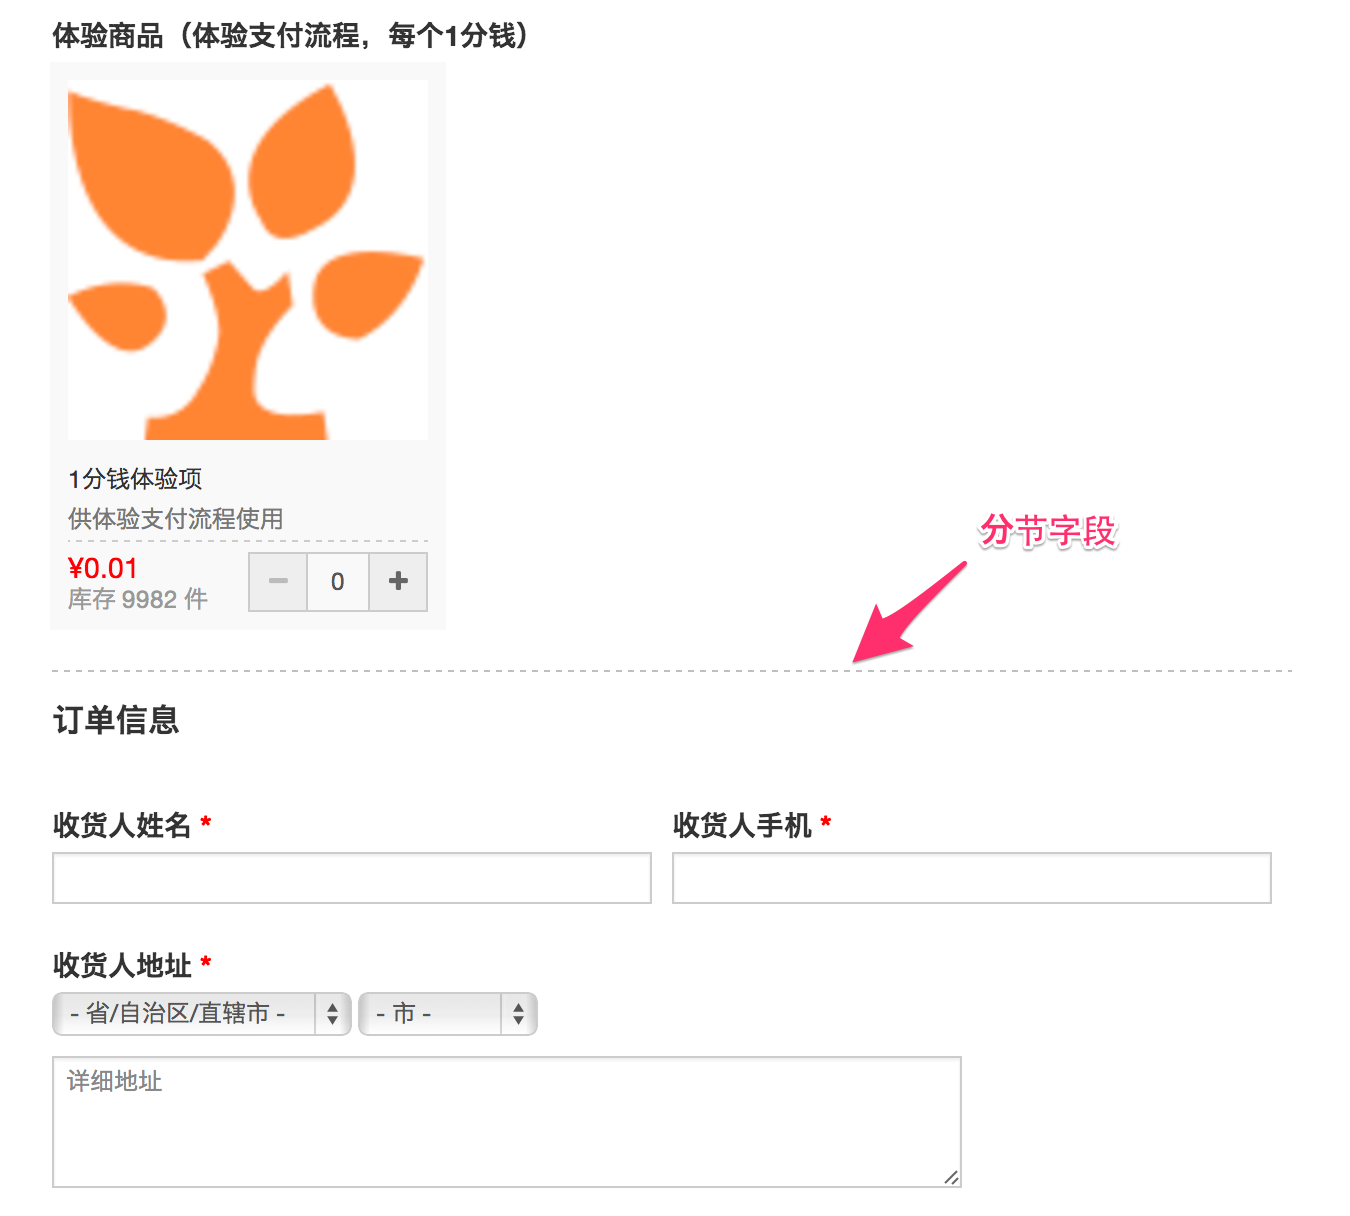 体验商品（体验支付流程，每个1分钱）
1分钱体验项
供体验支付流程使用
¥0.01
库存 9982 件
0
分节字段
订单信息
收货人姓名 *
收货人手机 *
收货人地址 *
- 省/自治区/直辖市 -
- 市 -
详细地址